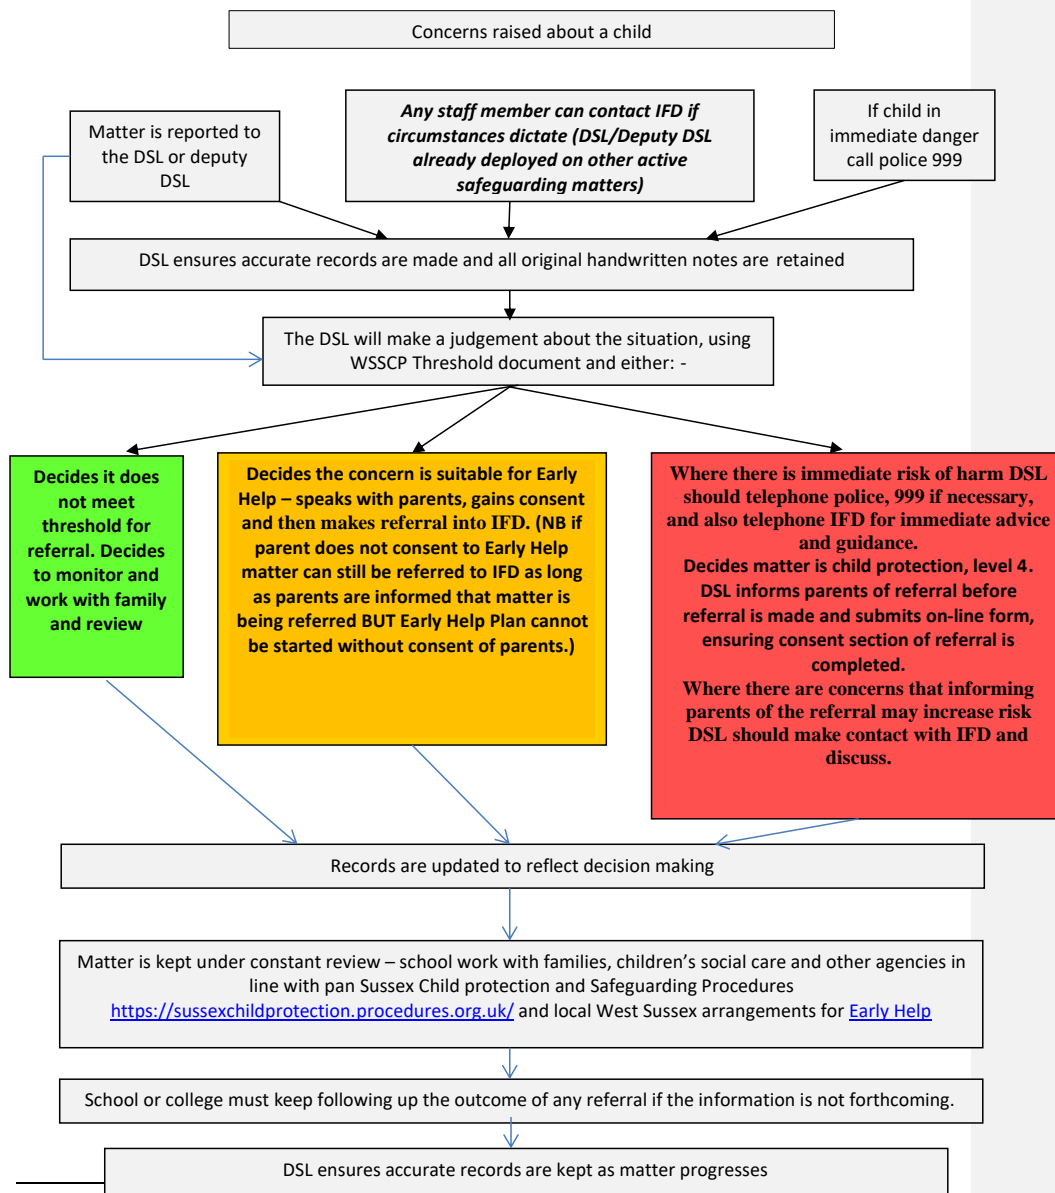 Concerns raised about a child
Matter is reported to
the DSL or deputy
DSL
Any staff member can contact IFD if
circumstances dictate (DSL/Deputy DSL
already deployed on other active
safeguarding matters)
If child in
immediate danger
call police 999
DSL ensures accurate records are made and all original handwritten notes are retained
The DSL will make a judgement about the situation, using
WSSCP Threshold document and either: -
Decides it does
not meet
threshold for
referral. Decides
to monitor and
work with family
and review
Decides the concern is suitable for Early
Help – speaks with parents, gains consent
and then makes referral into IFD. (NB if
parent does not consent to Early Help
matter can still be referred to IFD as long
as parents are informed that matter is
being referred BUT Early Help Plan cannot
be started without consent of parents.)
Where there is immediate risk of harm DSL
should telephone police, 999 if necessary,
and also telephone IFD for immediate advice
and guidance.
Decides matter is child protection, level 4.
DSL informs parents of referral before
referral is made and submits on-line form,
ensuring consent section of referral is
completed.
Where there are concerns that informing
parents of the referral may increase risk
DSL should make contact with IFD and
discuss.
Records are updated to reflect decision making
Matter is kept under constant review – school work with families, children’s social care and other agencies in
line with pan Sussex Child protection and Safeguarding Procedures
https://sussexchildprotection.procedures.org.uk/ and local West Sussex arrangements for Early Help
School or college must keep following up the outcome of any referral if the information is not forthcoming.
DSL ensures accurate records are kept as matter progresses